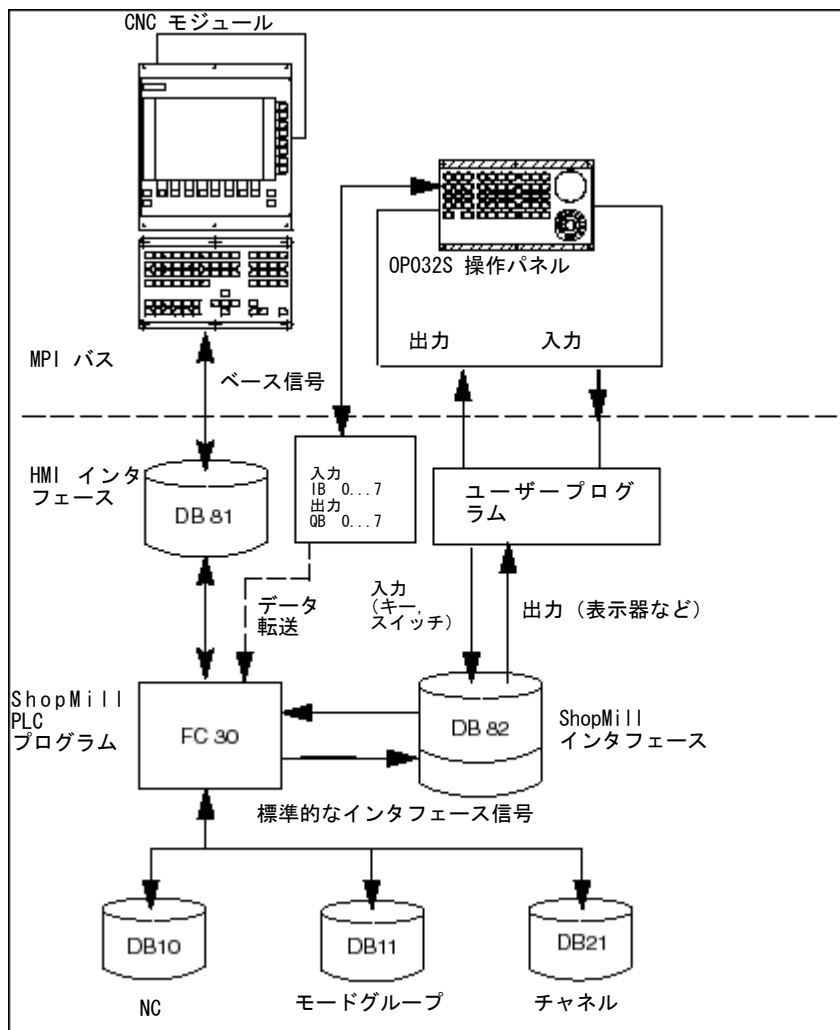 CNC モジュール
OP032S 操作パネル
出力
入力
MPI バス
ベース信号
HMI インタ
フェース
DB 81
入力
IB 0...7
出力
QB 0...7
ユーザープログ
ラム
データ
転送
入力
(キー,
スイッチ)
出力 (表示器など)
ShopMill
PLC
プログラム
FC 30
DB 82
ShopMill
インタフェース
標準的なインタフェース信号
DB10
DB11
DB21
NC
モードグループ
チャネル